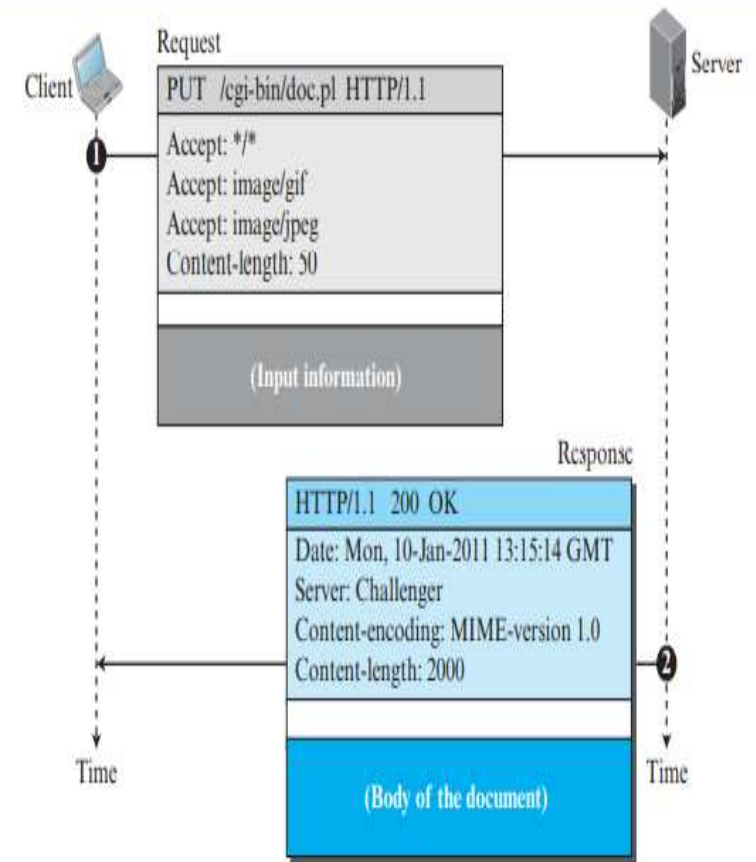 Request
Client
Server
PUT /cgi-bin/doc.pl HTTP/1.1
1
Accept: */*
Accept: image/gif
Accept: image/jpeg
Content-length: 50
(Input information)
Response
HTTP/1.1 200 OK
Date: Mon, 10-Jan-2011 13:15:14 GMT
Server: Challenger
Content-encoding: MIME-version 1.0
Content-length: 2000
2
Time
Time
(Body of the document)